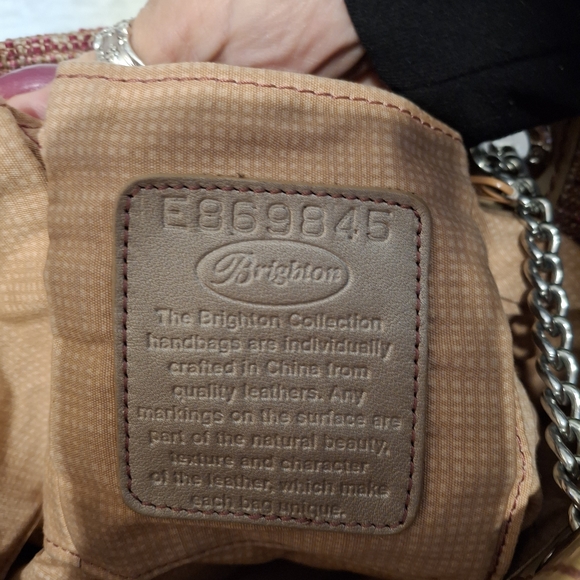 E869845
Brighton
The Brighton Collection
handbags are individually
crafted in China from
quality leathers. Any
markings on the surface are
part of the natural beauty,
texture and character
of the leather, which make
each bag unique.